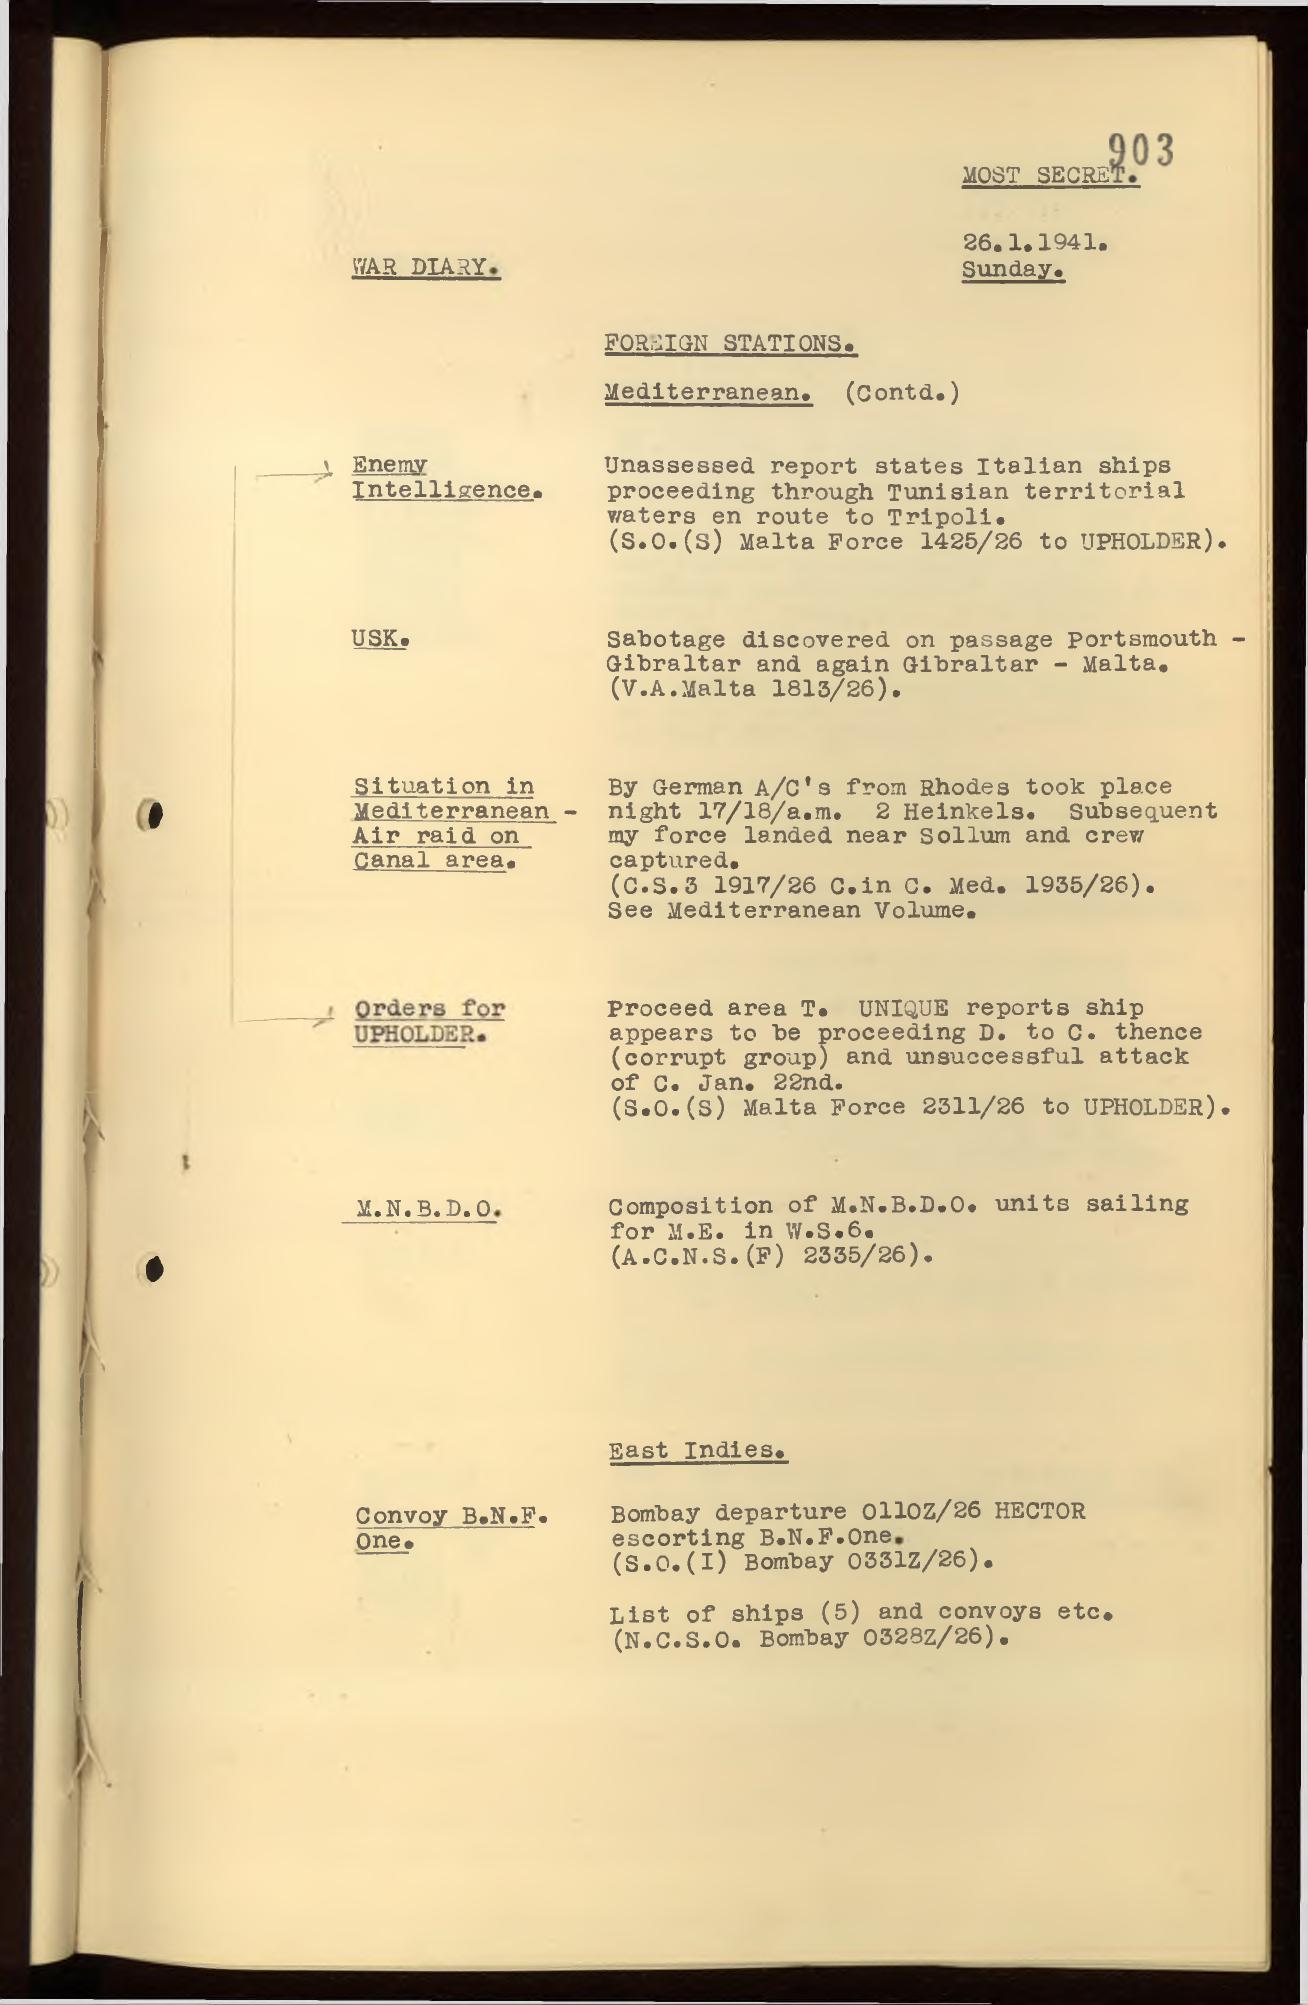 903
MOST SECRET.
26.1.1941.
WAR DIARY.
Sunday.
FOREIGN STATIONS.
Mediterranean. (Contd.)
Enemy
Intelligence.
Unassessed report states Italian ships
proceeding through Tunisian territorial
waters en route to Tripoli.
(S.O.(S) Malta Force 1425/26 to UPHOLDER).
USK.
Sabotage discovered on passage Portsmouth -
Gibraltar and again Gibraltar - Malta.
(V.A.Malta 1813/26).
Situation in
Mediterranean -
Air raid on
Canal area.
By German A/C's from Rhodes took place
night 17/18/a.m. 2 Heinkels. Subsequent
my force landed near Sollum and crew
captured.
(C.S.3 1917/26 C.in C. Med. 1935/26).
See Mediterranean Volume.
Orders for
UPHOLDER.
Proceed area T. UNIQUE reports ship
appears to be proceeding D. to C. thence
(corrupt group) and unsuccessful attack
of C. Jan. 22nd.
(S.O.(S) Malta Force 2311/26 to UPHOLDER).
M.N.B.D.O.
Composition of M.N.B.D.O. units sailing
for M.E. in W.S.6.
(A.C.N.S.(F) 2335/26).
East Indies.
Convoy B.N.F.
One.
Bombay departure 0110Z/26 HECTOR
escorting B.N.F.One.
(S.O.(I) Bombay 0331Z/26).
List of ships (5) and convoys etc.
(N.C.S.O. Bombay 0328Z/26).